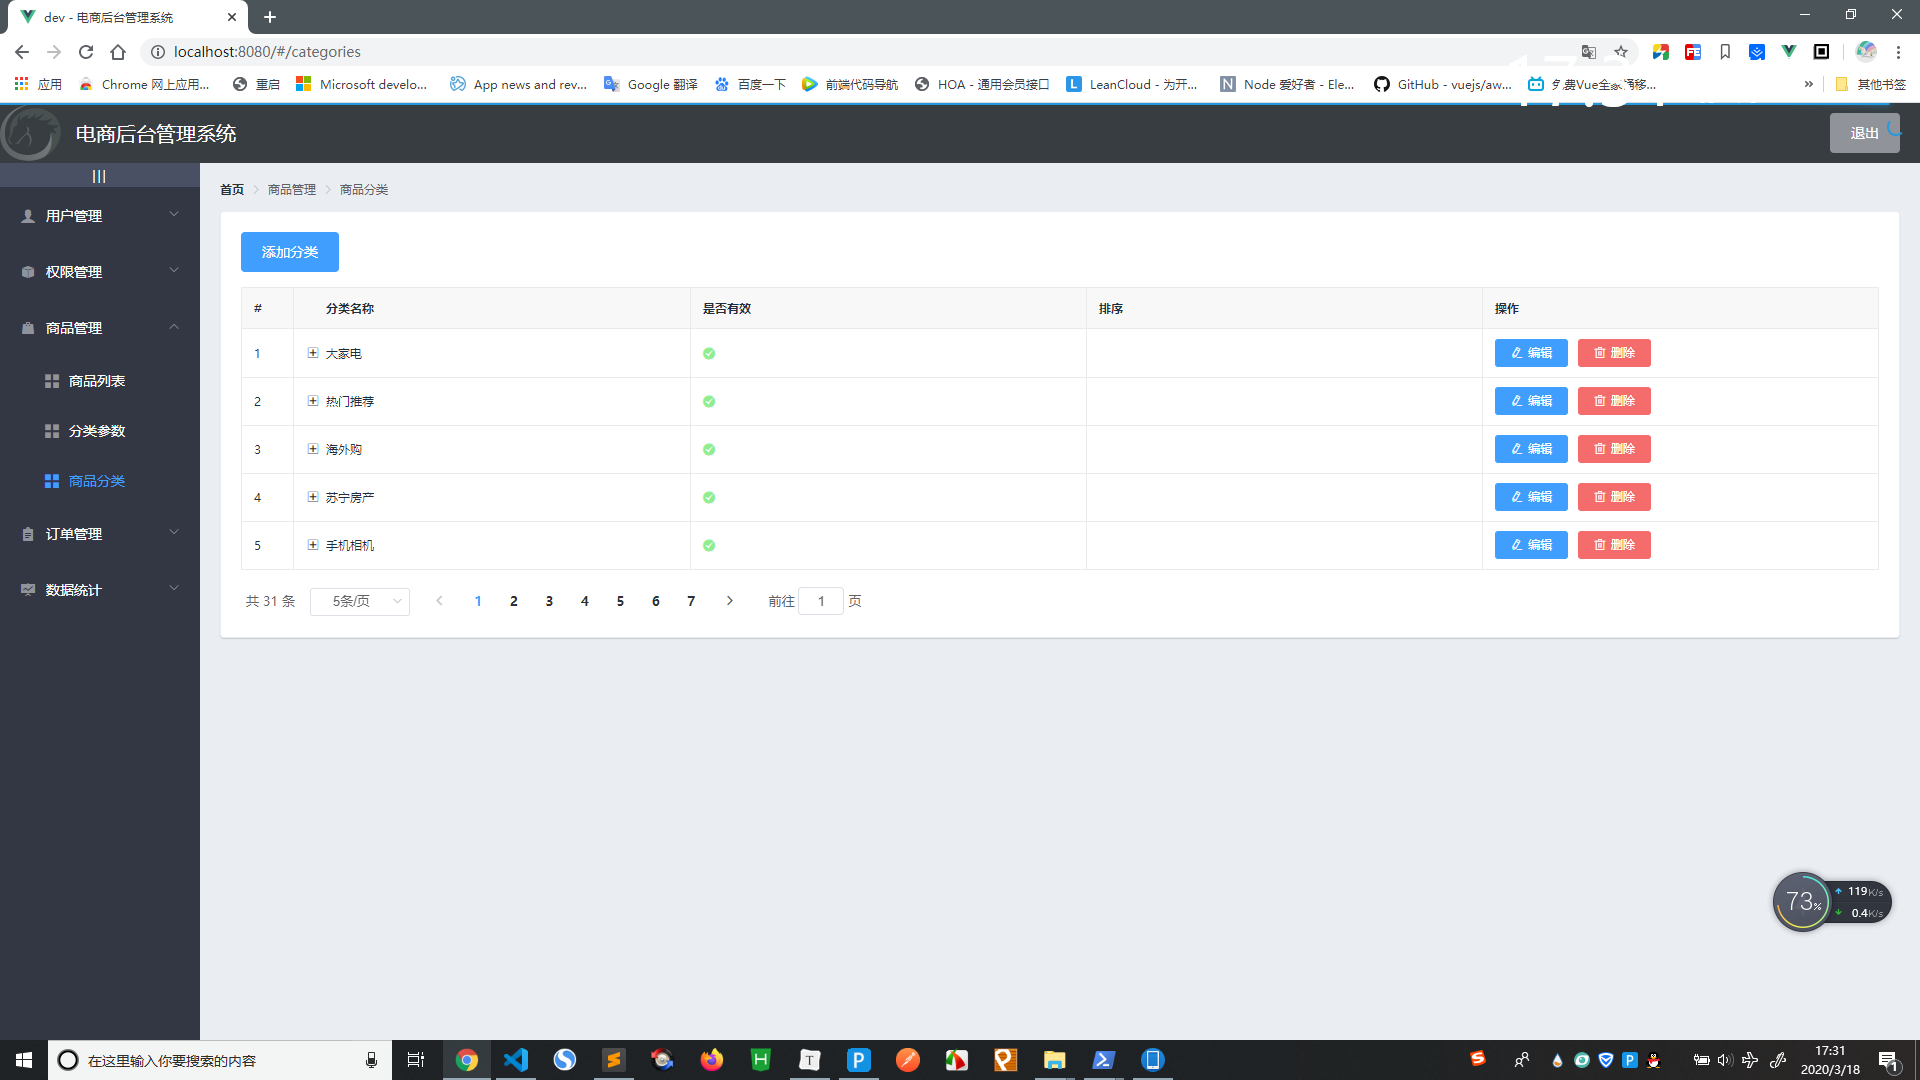 dev - 电商后台管理系统
localhost:8080/#/categories
应用 Chrome 网上应用... 重启 Microsoft develo... App news and rev... Google 翻译 百度一下 前端代码导航 HOA - 通用会员接口 LeanCloud - 为开... Node 爱好者 - Ele... GitHub - vuejs/aw... 免费Vue全家桶移... » 其他书签
电商后台管理系统 退出
|||
首页 商品管理 商品分类
用户管理
权限管理
商品管理
商品列表
分类参数
商品分类
订单管理
数据统计
添加分类
# 分类名称 是否有效 排序 操作
1 大家电 编辑 删除
2 热门推荐 编辑 删除
3 海外购 编辑 删除
4 苏宁房产 编辑 删除
5 手机相机 编辑 删除
共 31 条 5条/页 1 2 3 4 5 6 7 前往 1 页
73% 119K/s
0.4K/s
在这里输入你要搜索的内容
17:31
2020/3/18
1